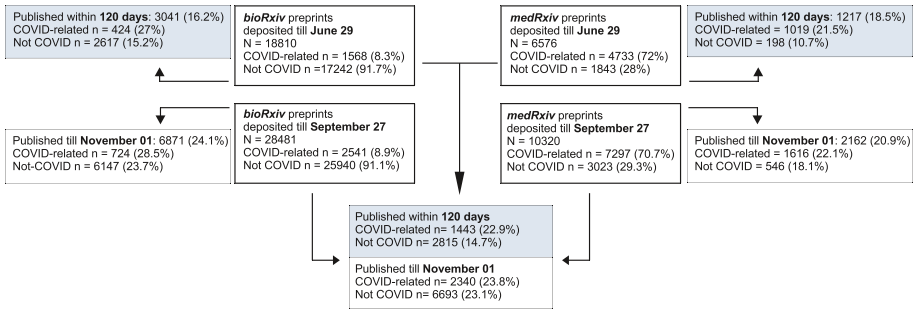 Published within 120 days: 3041 (16.2%)
COVID-related n = 424 (27%)
Not COVID n = 2617 (15.2%)
bioRxiv preprints
deposited till June 29
N = 18810
COVID-related n = 1568 (8.3%)
Not COVID n =17242 (91.7%)
medRxiv preprints
deposited till June 29
N = 6576
COVID-related n = 4733 (72%)
Not COVID n = 1843 (28%)
Published within 120 days: 1217 (18.5%)
COVID-related = 1019 (21.5%)
Not COVID = 198 (10.7%)
Published till November 01: 6871 (24.1%)
COVID-related n = 724 (28.5%)
Not-COVID n = 6147 (23.7%)
bioRxiv preprints
deposited till September 27
N = 28481
COVID-related n = 2541 (8.9%)
Not COVID n = 25940 (91.1%)
medRxiv preprints
deposited till September 27
N = 10320
COVID-related n = 7297 (70.7%)
Not COVID n = 3023 (29.3%)
Published till November 01: 2162 (20.9%)
COVID-related = 1616 (22.1%)
Not COVID = 546 (18.1%)
Published within 120 days
COVID-related n= 1443 (22.9%)
Not COVID n= 2815 (14.7%)
Published till November 01
COVID-related n= 2340 (23.8%)
Not COVID n= 6693 (23.1%)